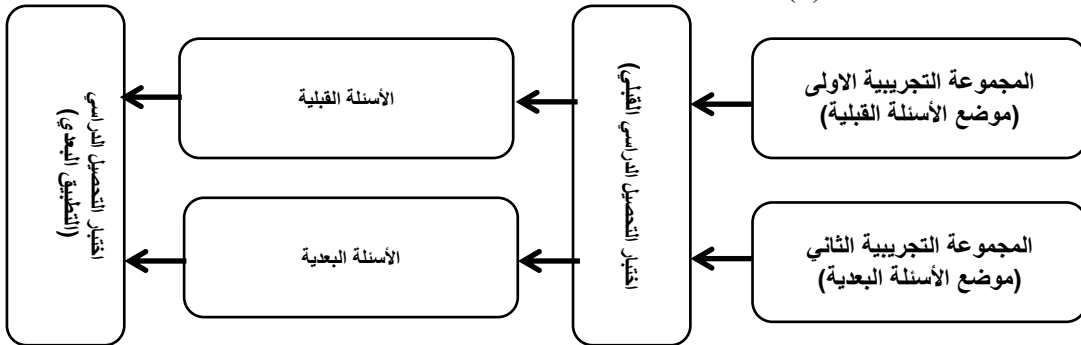 المجموعة التجريبية الاولى
(موضع الأسئلة القبلية)
المجموعة التجريبية الثاني
(موضع الأسئلة البعدية)
اختبار التحصيل الدراسي القبلي)
الأسئلة القبلية
الأسئلة البعدية
اختبار التحصيل الدراسي
(التطبيق البعدي)